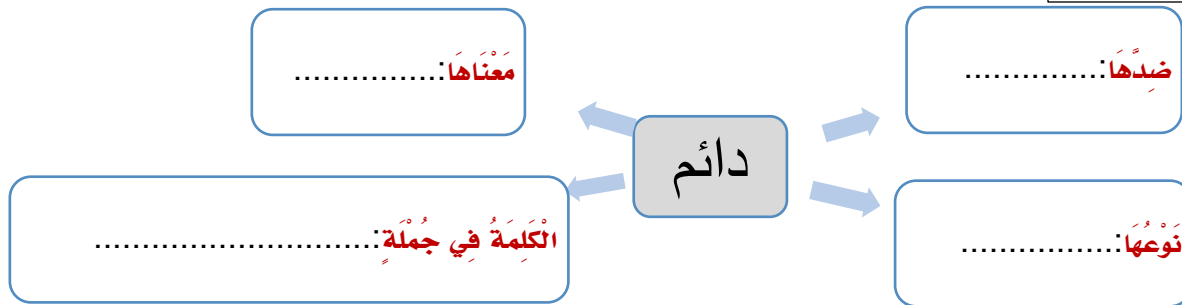 ضِدَّهَا:..............
مَعْنَاهَا:...............
دائم
نَوْعُهَا:................
الْكَلِمَةُ فِي جُمْلَةٍ:.............................